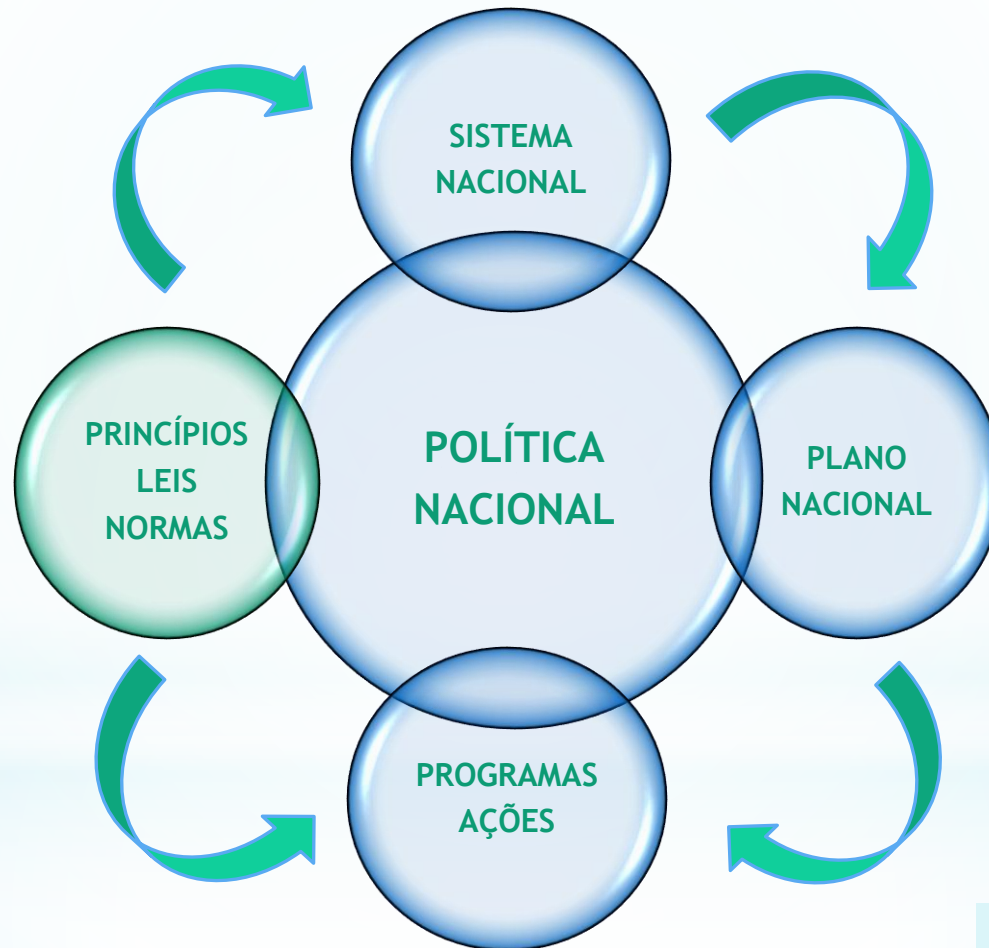 SISTEMA
NACIONAL
PRINCÍPIOS
LEIS
NORMAS
POLÍTICA
NACIONAL
PLANO
NACIONAL
PROGRAMAS
AÇÕES